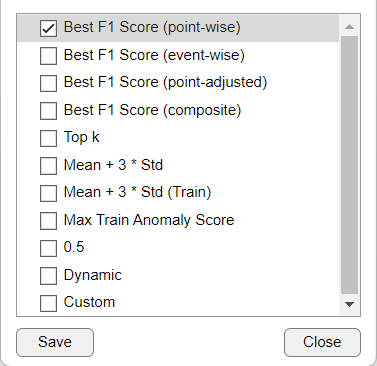 Best F1 Score (point-wise)
Best F1 Score (event-wise)
Best F1 Score (point-adjusted)
Best F1 Score (composite)
Top k
Mean + 3 * Std
Mean + 3 * Std (Train)
Max Train Anomaly Score
0.5
Dynamic
Custom
Save Close